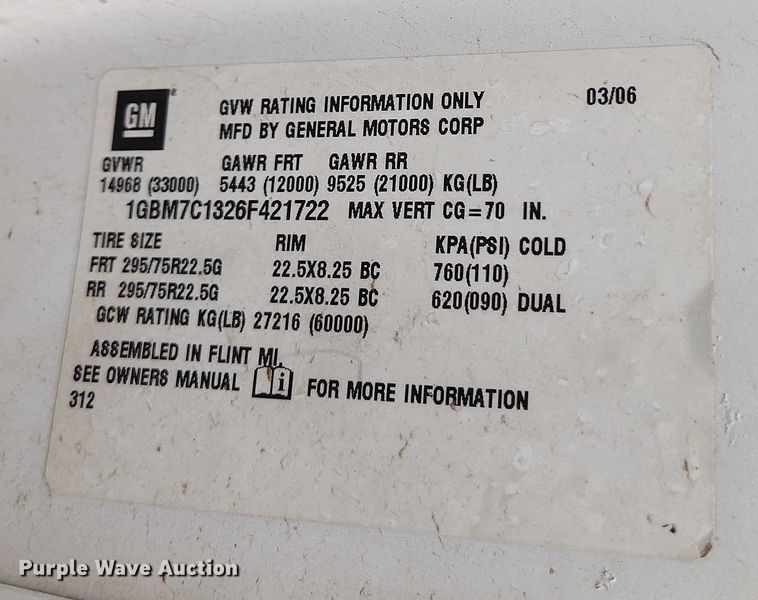 GM ® GVW RATING INFORMATION ONLY 03/06
MFD BY GENERAL MOTORS CORP
GVWR GAWR FRT GAWR RR
14968 (33000) 5443 (12000) 9525 (21000) KG(LB)
1GBM7C1326F421722 MAX VERT CG=70 IN.
TIRE SIZE RIM KPA(PSI) COLD
FRT 295/75R22.5G 22.5X8.25 BC 760(110)
RR 295/75R22.5G 22.5X8.25 BC 620(090) DUAL
GCW RATING KG(LB) 27216 (60000)
ASSEMBLED IN FLINT MI.
SEE OWNERS MANUAL i FOR MORE INFORMATION
312
Purple Wave Auction